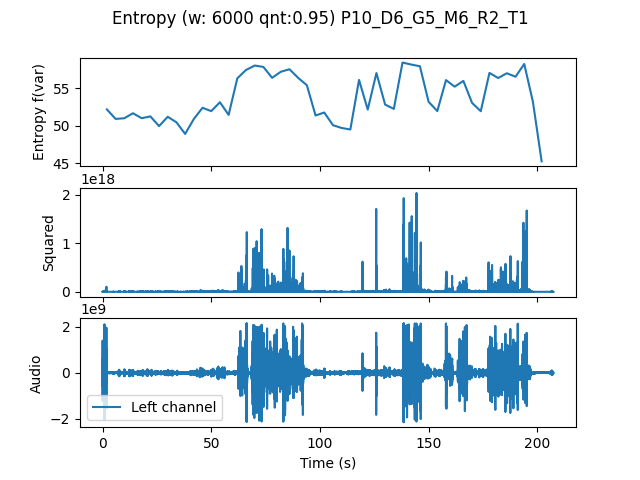 Entropy (w: 6000 qnt:0.95) P10_D6_G5_M6_R2_T1
Entropy f(var)
55
50
45
1e18
Squared
2
1
0
1e9
Audio
2
0
−2
Left channel
0 50 100 150 200
Time (s)